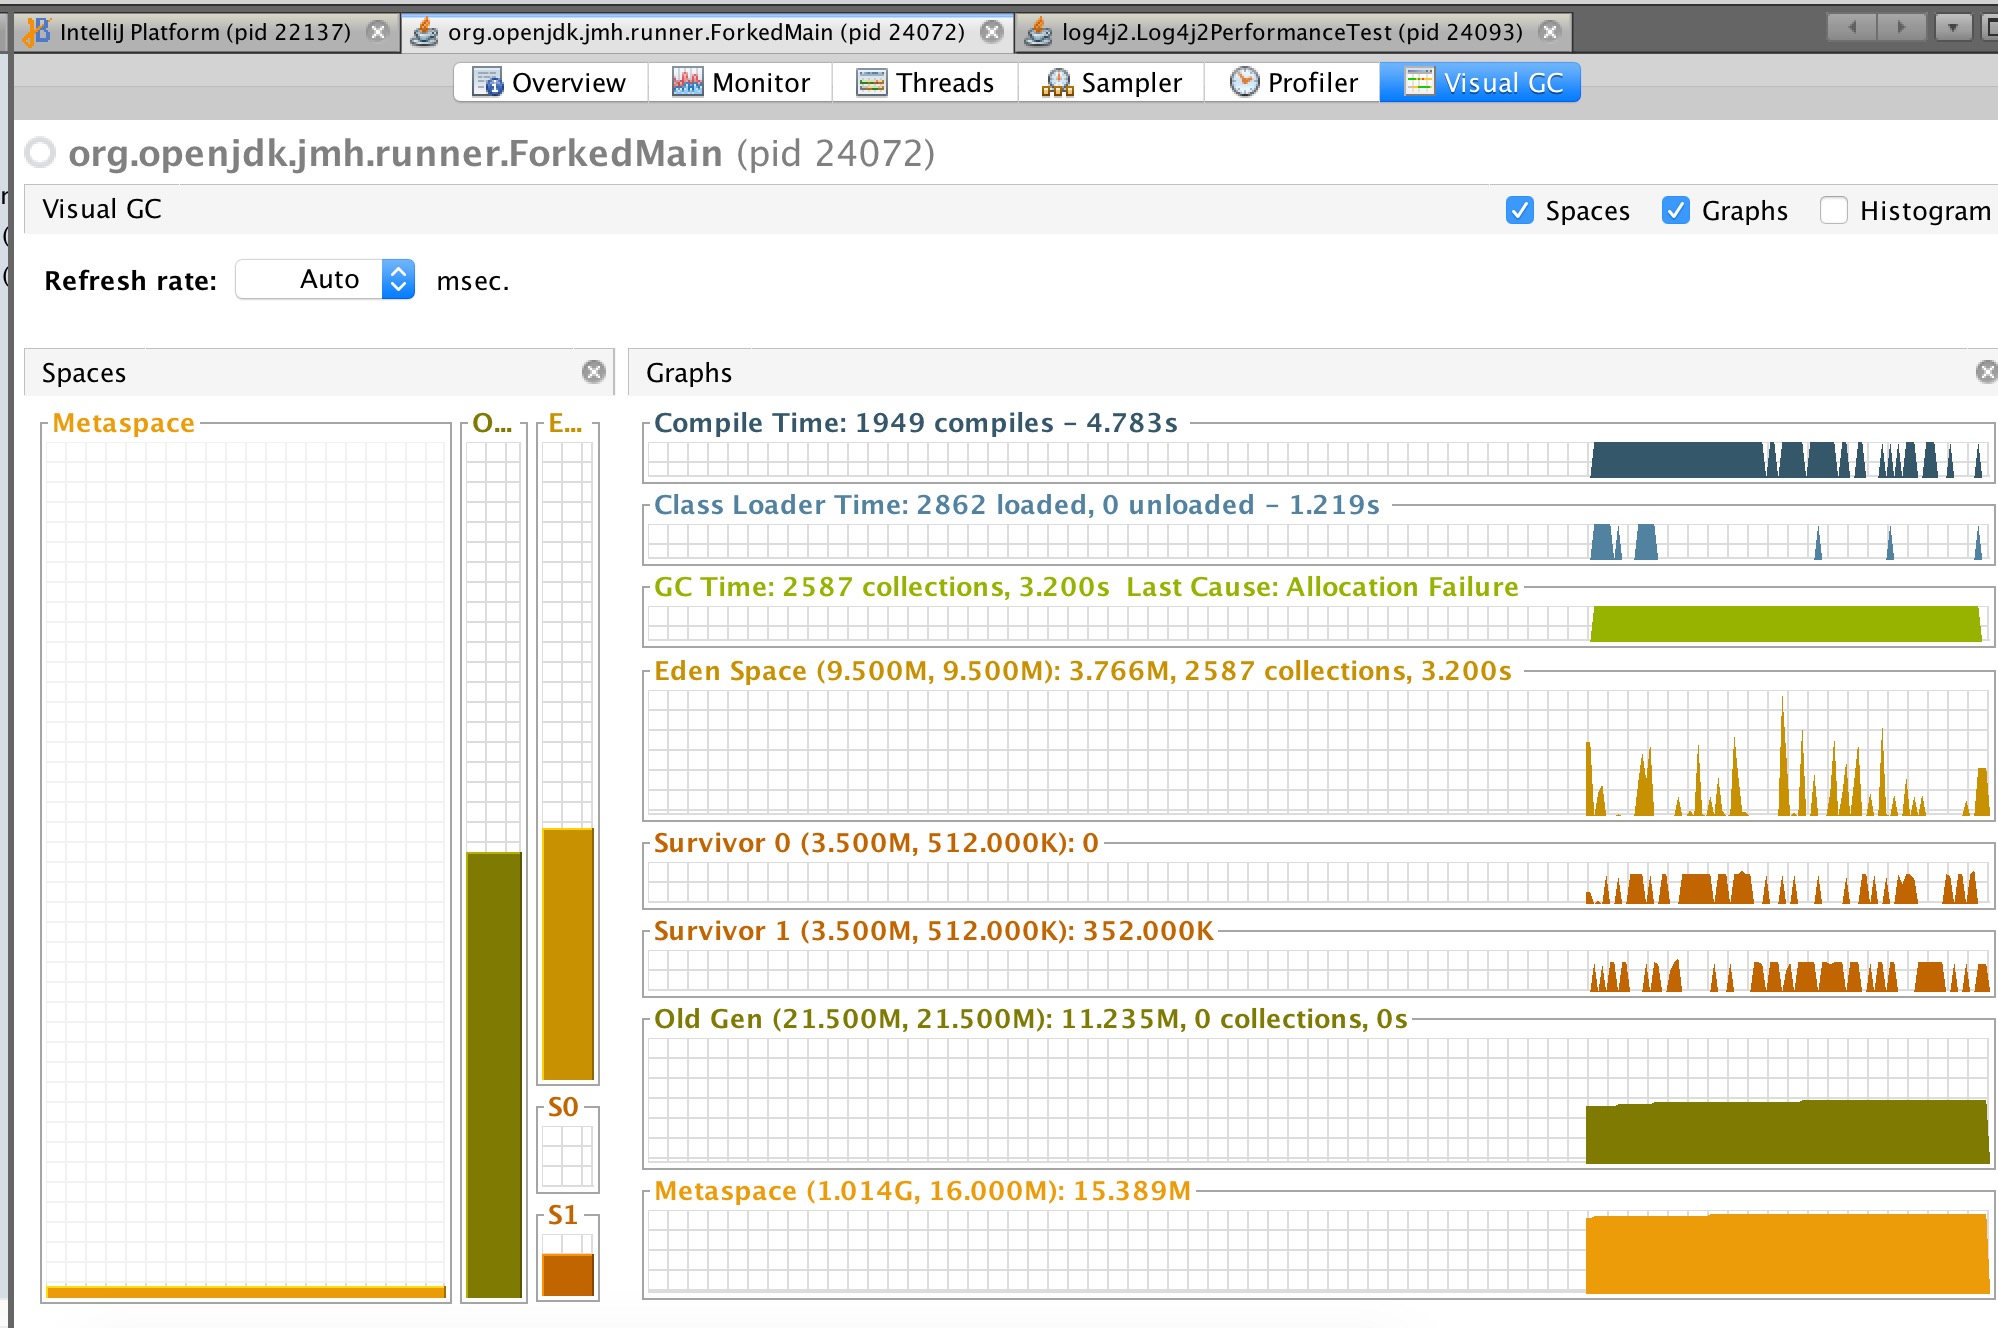 IntelliJ Platform (pid 22137)
org.openjdk.jmh.runner.ForkedMain (pid 24072)
log4j2.Log4j2PerformanceTest (pid 24093)
Overview
Monitor
Threads
Sampler
Profiler
Visual GC
org.openjdk.jmh.runner.ForkedMain (pid 24072)
Visual GC
Spaces
Graphs
Histogram
Refresh rate: Auto msec.
Spaces
Graphs
Metaspace
O...
E...
S0
S1
Compile Time: 1949 compiles – 4.783s
Class Loader Time: 2862 loaded, 0 unloaded – 1.219s
GC Time: 2587 collections, 3.200s Last Cause: Allocation Failure
Eden Space (9.500M, 9.500M): 3.766M, 2587 collections, 3.200s
Survivor 0 (3.500M, 512.000K): 0
Survivor 1 (3.500M, 512.000K): 352.000K
Old Gen (21.500M, 21.500M): 11.235M, 0 collections, 0s
Metaspace (1.014G, 16.000M): 15.389M